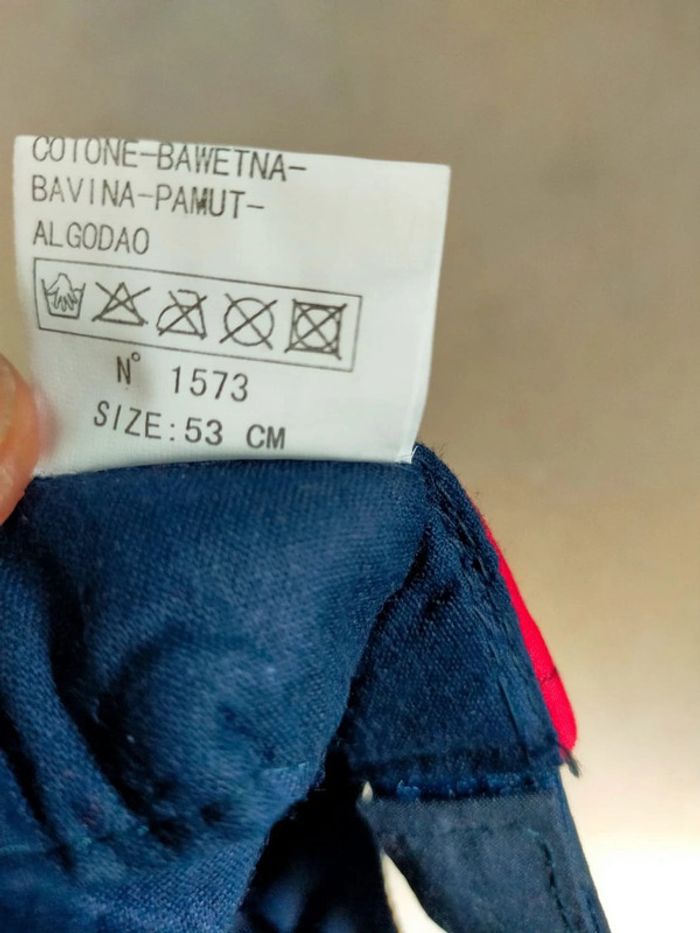 COTONE-BAWETNA-
BAVINA-PAMUT-
ALGODAO
N° 1573
SIZE:53 CM